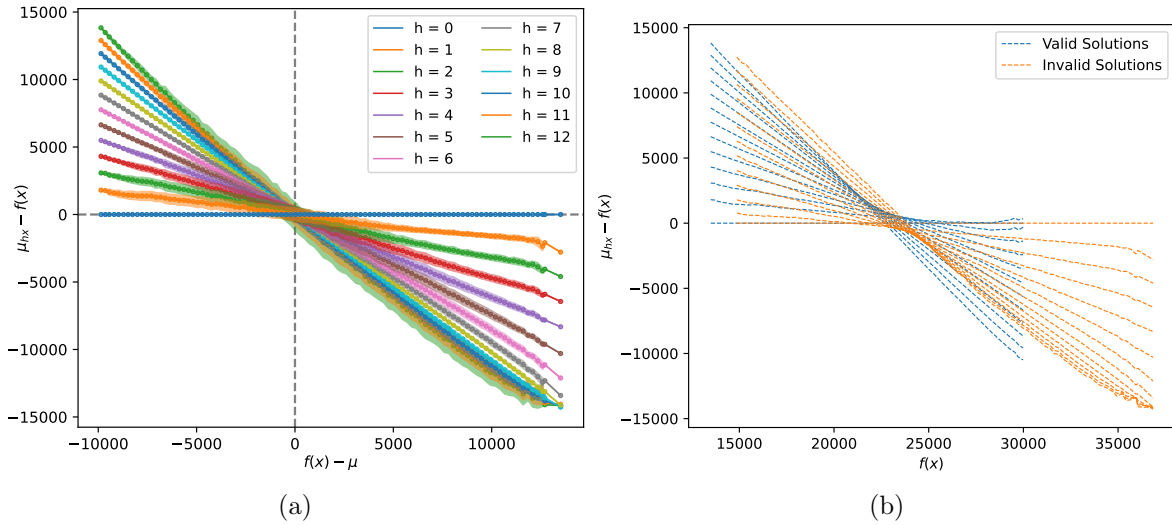 15000
10000
5000
0
−5000
−10000
−15000
μhx − f(x)
−10000 −5000 0 5000 10000
f(x) − μ
h = 0 h = 7
h = 1 h = 8
h = 2 h = 9
h = 3 h = 10
h = 4 h = 11
h = 5 h = 12
h = 6
(a)
15000
10000
5000
0
−5000
−10000
−15000
μhx − f(x)
15000 20000 25000 30000 35000
f(x)
Valid Solutions
Invalid Solutions
(b)